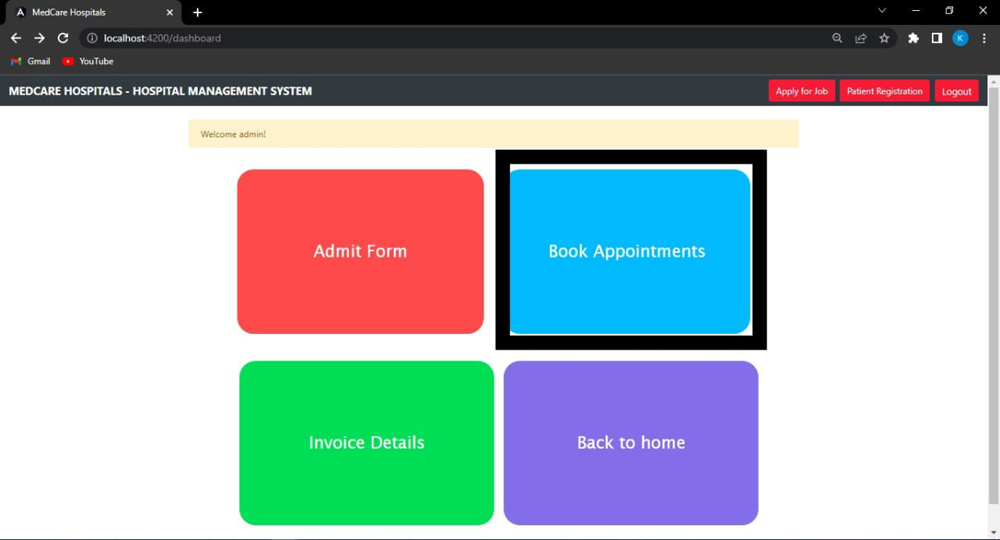 MedCare Hospitals
localhost:4200/dashboard
K
Gmail YouTube
MEDCARE HOSPITALS - HOSPITAL MANAGEMENT SYSTEM Apply for Job Patient Registration Logout
Welcome admin!
Admit Form Book Appointments
Invoice Details Back to home